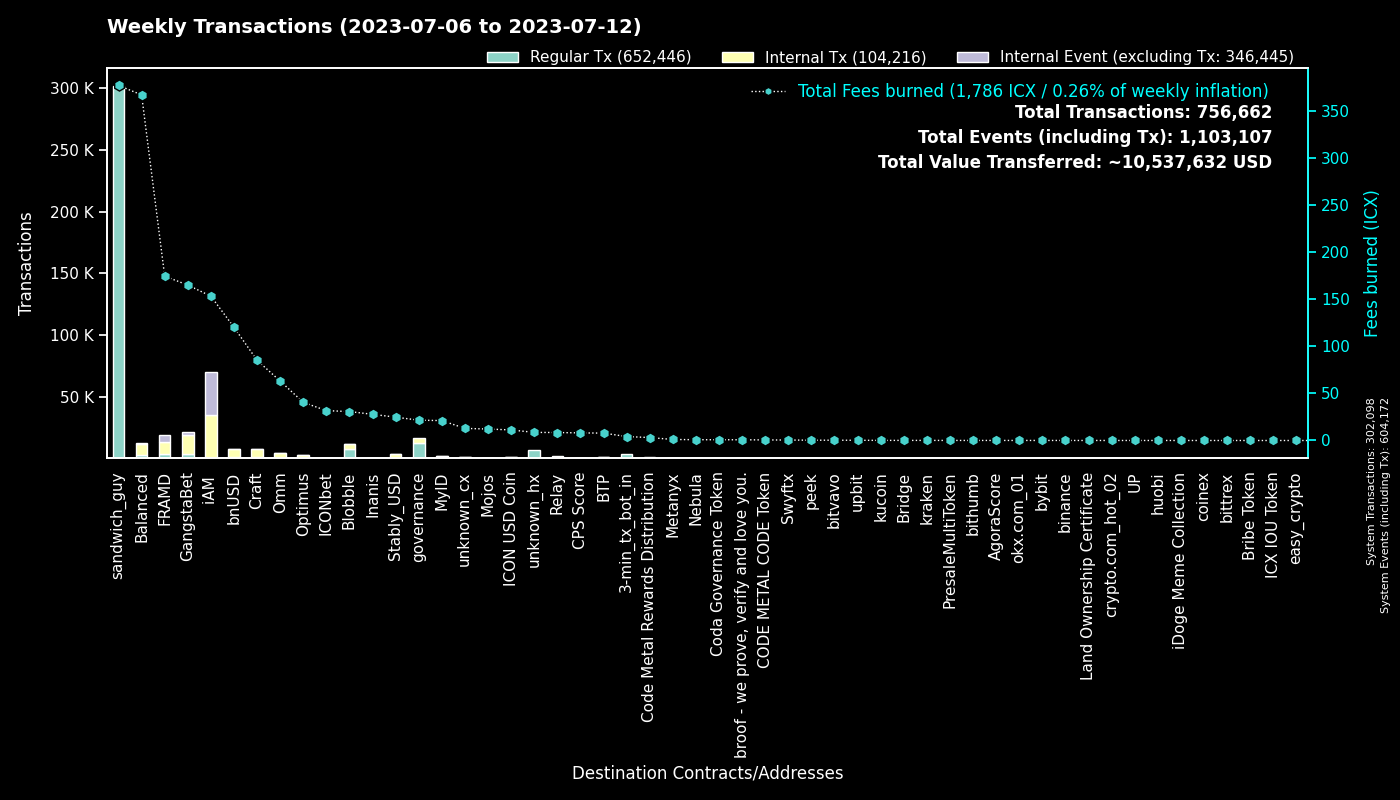 Weekly Transactions (2023-07-06 to 2023-07-12)
Regular Tx (652,446)
Internal Tx (104,216)
Internal Event (excluding Tx: 346,445)
Total Fees burned (1,786 ICX / 0.26% of weekly inflation)
Total Transactions: 756,662
Total Events (including Tx): 1,103,107
Total Value Transferred: ~10,537,632 USD
Transactions
300 K
250 K
200 K
150 K
100 K
50 K
350
300
250
200
150
100
50
0
Fees burned (ICX)
System Transactions: 302,098
System Events (including Tx): 604,172
sandwich_guy
Balanced
FRAMD
GangstaBet
iAM
bnUSD
Craft
Omm
Optimus
ICONbet
Blobble
Inanis
Stably_USD
governance
MyID
unknown_cx
Mojos
ICON USD Coin
unknown_hx
Relay
CPS Score
BTP
3-min_tx_bot_in
Code Metal Rewards Distribution
Metanyx
Nebula
Coda Governance Token
broof - we prove, verify and love you.
CODE METAL CODE Token
Swyftx
peek
bitvavo
upbit
kucoin
Bridge
kraken
PresaleMultiToken
bithumb
AgoraScore
okx.com_01
bybit
binance
Land Ownership Certificate
crypto.com_hot_02
UP
huobi
iDoge Meme Collection
coinex
bittrex
Bribe Token
ICX IOU Token
easy_crypto
Destination Contracts/Addresses